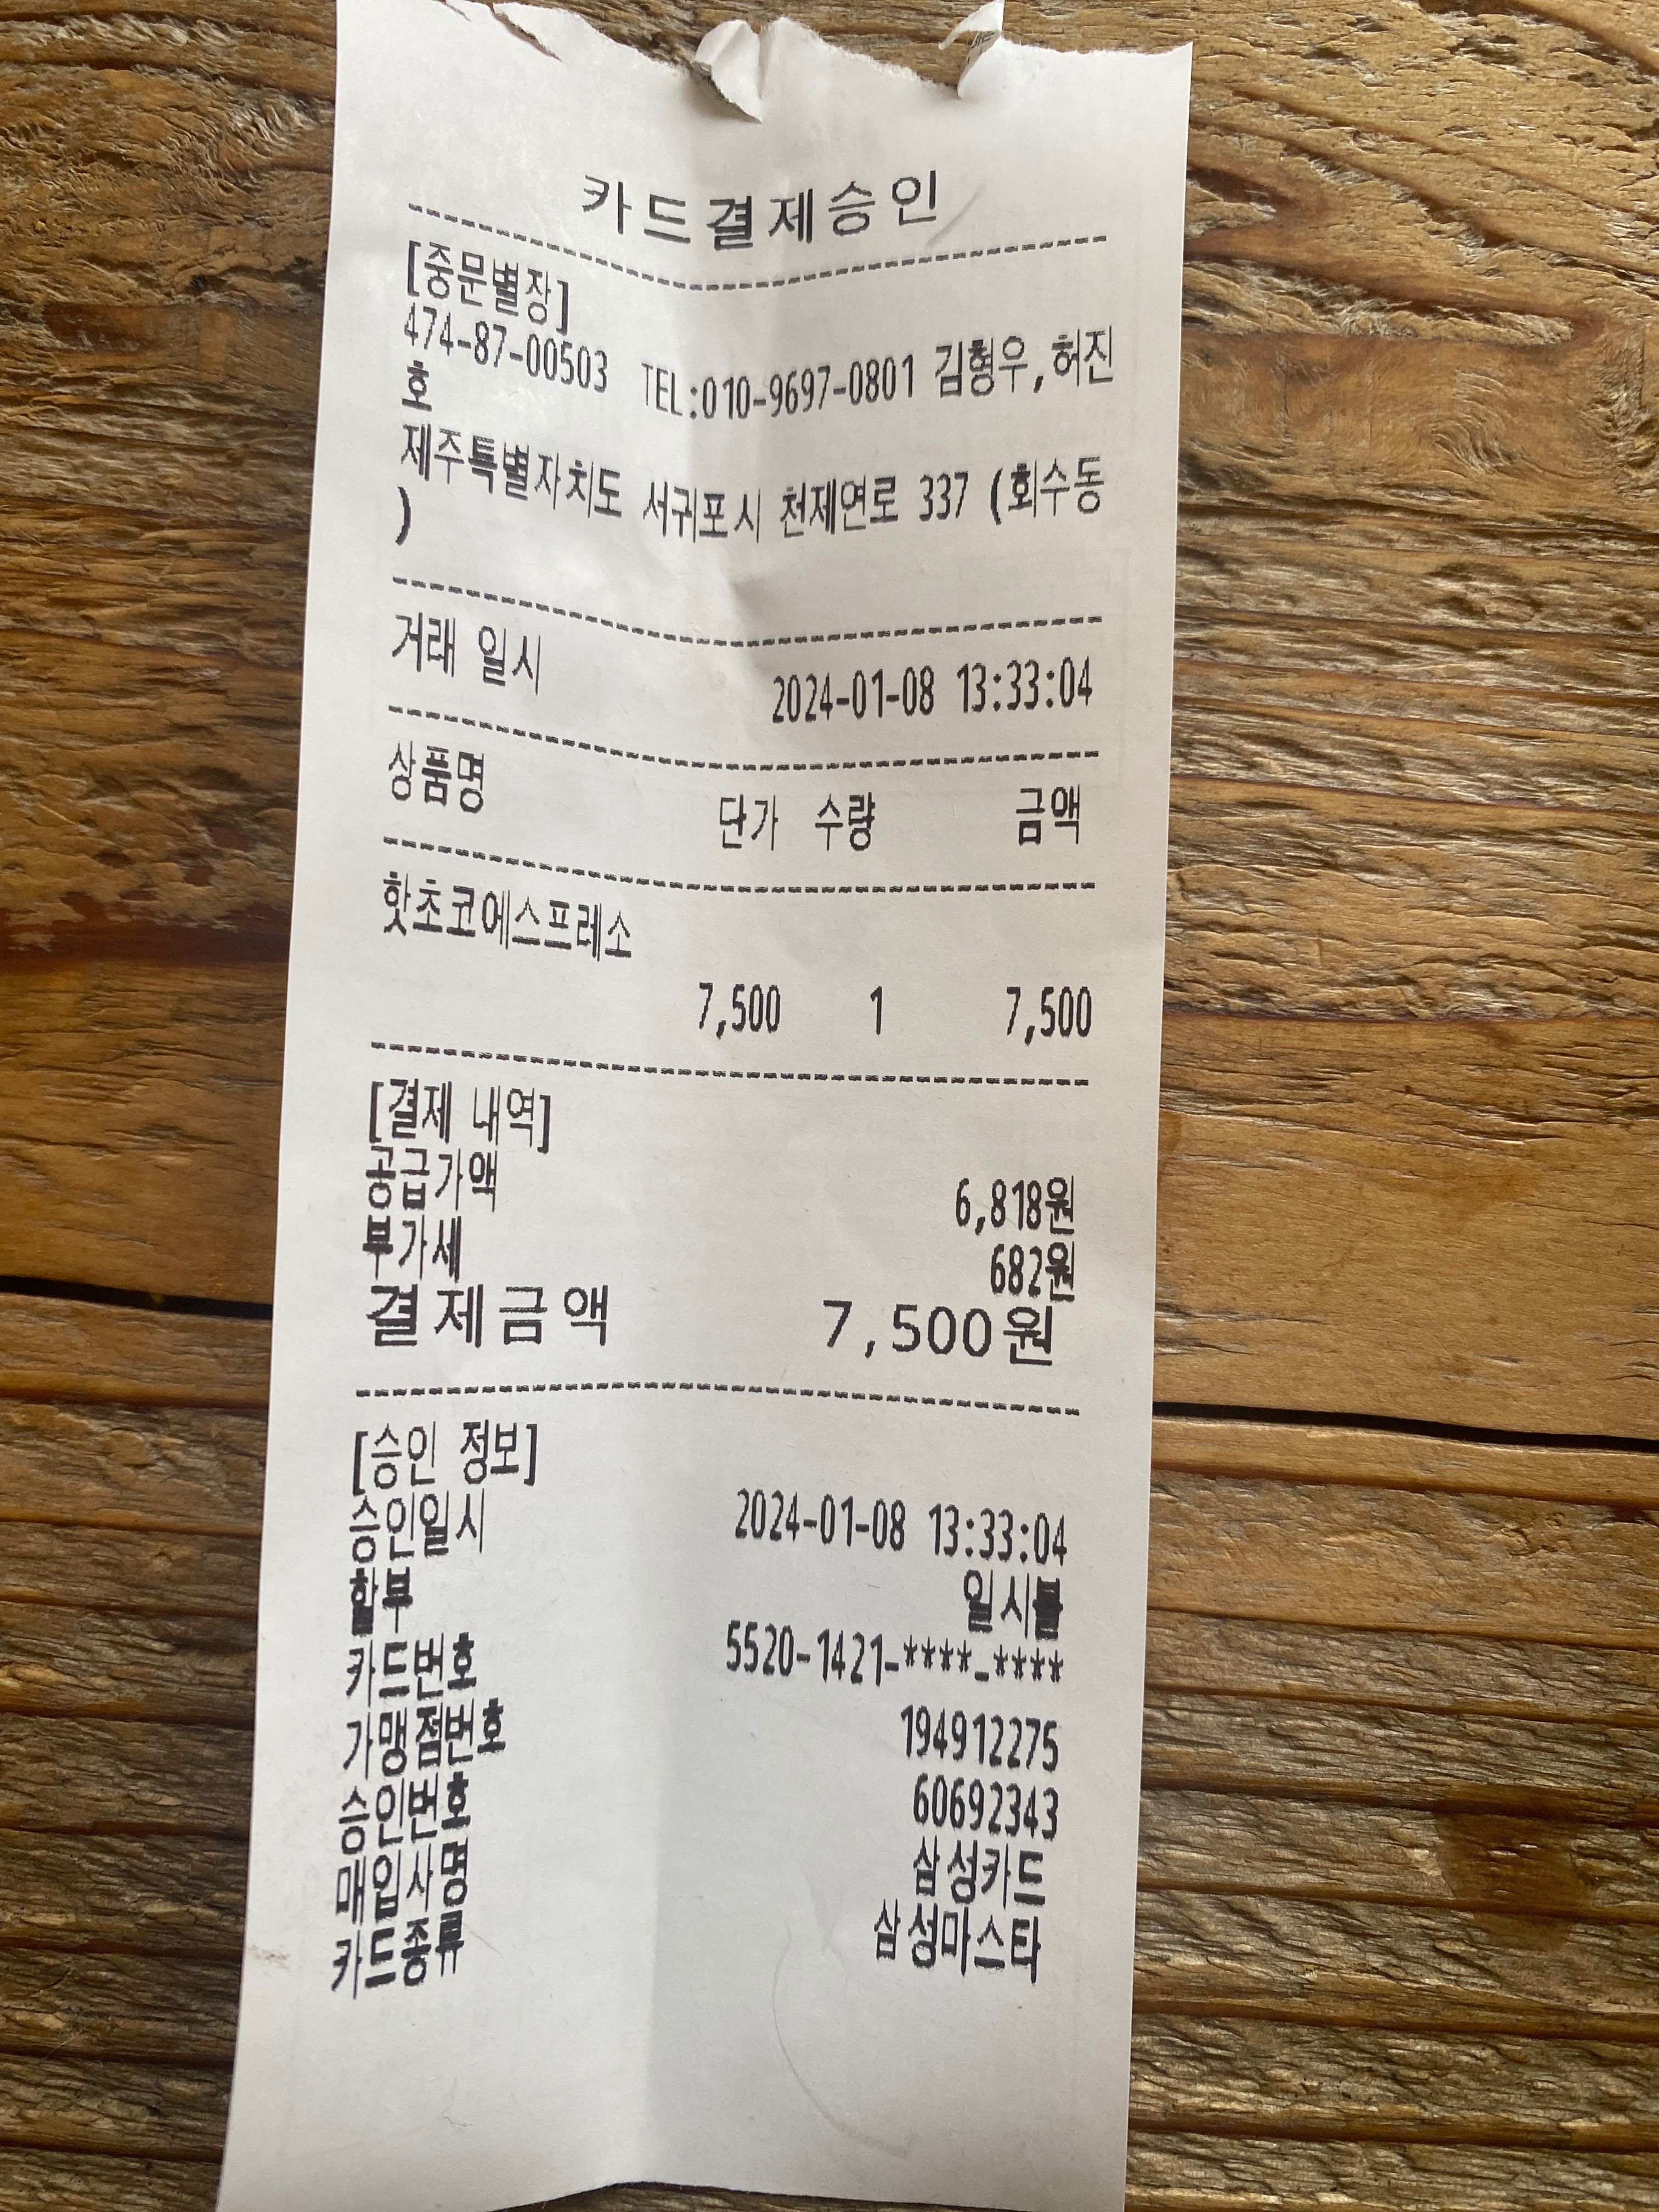 카드결제승인
[중문별장]
474-87-00503 TEL:010-9697-0801 김형우,허진
호
제주특별자치도 서귀포시 천제연로 337 (회수동
)
거래 일시 2024-01-08 13:33:04
상품명 단가 수량 금액
핫초코에스프레소
7,500 1 7,500
[결제 내역]
공급가액 6,818원
부가세 682원
결제금액 7,500원
[승인 정보]
승인일시 2024-01-08 13:33:04
할부 일시불
카드번호 5520-1421-****-****
가맹점번호 194912275
승인번호 60692343
매입사명 삼성카드
카드종류 삼성마스타